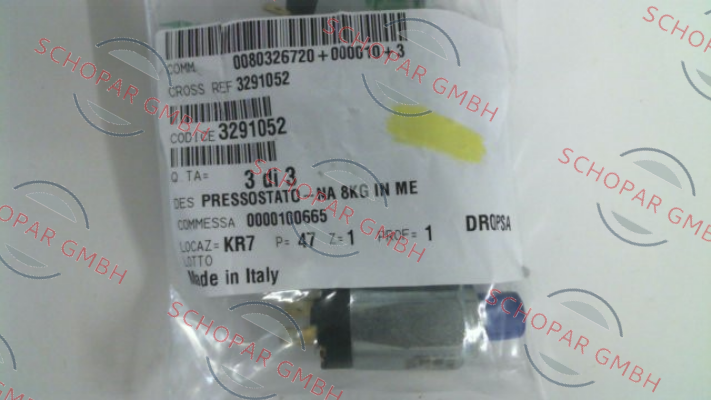 COMM. 0080326720+000010+3
CROSS REF 3291052
CODICE 3291052
Q.TA= 3 di 3
DES PRESSOSTATO-NA 8KG IN ME
COMMESSA 0000100665
DROPSA
LOCAZ= KR7 P= 47 Z= 1 PROF= 1
LOTTO
Made in Italy
SCHOPAR GMBH
SCHOPAR GMBH
SCHOPAR GMBH
SCHOPAR GMBH
SCHOPAR GMBH
SCHOPAR GMBH
SCHOPAR GMBH